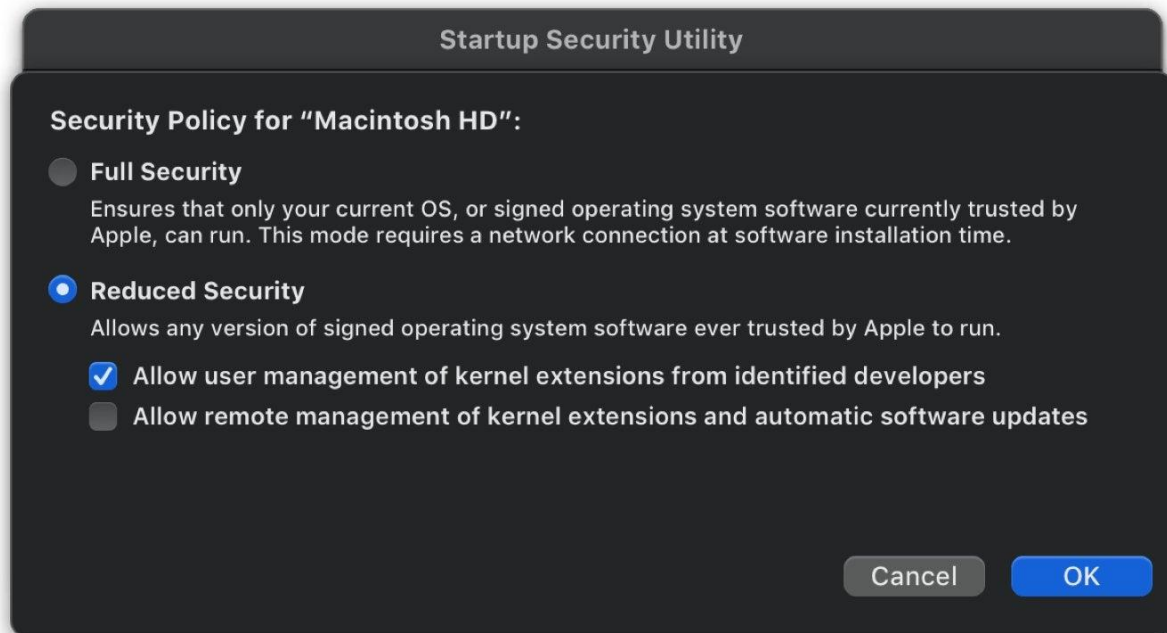 Startup Security Utility
Security Policy for “Macintosh HD”:
Full Security
Ensures that only your current OS, or signed operating system software currently trusted by
Apple, can run. This mode requires a network connection at software installation time.
Reduced Security
Allows any version of signed operating system software ever trusted by Apple to run.
Allow user management of kernel extensions from identified developers
Allow remote management of kernel extensions and automatic software updates
Cancel OK